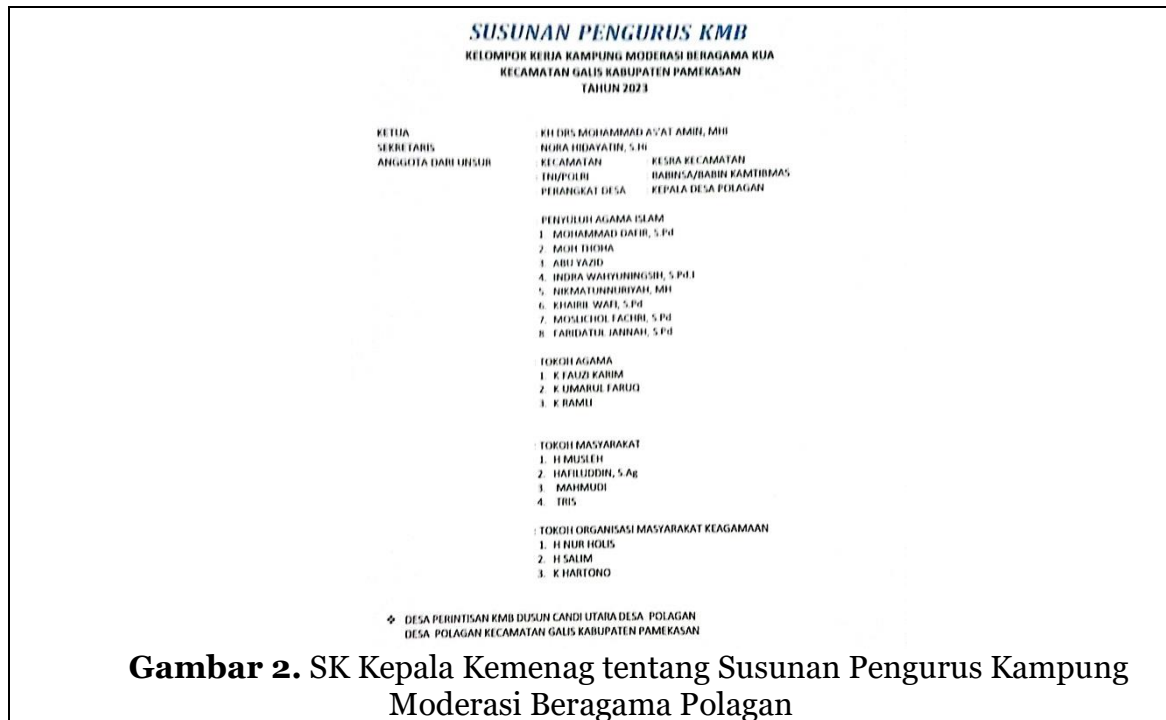 SUSUNAN PENGURUS KMB
KELOMPOK KERJA KAMPUNG MODERASI BERAGAMA KUA
KECAMATAN GALIS KABUPATEN PAMEKASAN
TAHUN 2023
KETUA : KH DRS MOHAMMAD AS'AT AMIN, MHI
SEKRETARIS NORA HIDAYATIN, S.Hi
ANGGOTA DARI UNSUR : KECAMATAN : KESRA KECAMATAN
: TNI/POLRI : BABINSA/BABIN KAMTIBMAS
PERANGKAT DESA : KEPALA DESA POLAGAN
PENYULUH AGAMA ISLAM
1. MOHAMMAD DAFIR, S.Pd
2. MOH THOHA
3. ABU YAZID
4. INDRA WAHYUNINGSIH, S.Pd.I
5. NIKMATUNNURIYAH, MH
6. KHAIRIL WAFI, S.Pd
7. MOSLICHOL FACHRI, S.Pd
8. FARIDATUL JANNAH, S.Pd
: TOKOH AGAMA
1. K FAUZI KARIM
2. K UMARUL FARUQ
3. K RAMLI
: TOKOH MASYARAKAT
1. H MUSLEH
2. HAFILUDDIN, S.Ag
3. MAHMUDI
4. TRIS
: TOKOH ORGANISASI MASYARAKAT KEAGAMAAN
1. H NUR HOLIS
2. H SALIM
3. K HARTONO
❖ DESA PERINTISAN KMB DUSUN CANDI UTARA DESA POLAGAN
DESA POLAGAN KECAMATAN GALIS KABUPATEN PAMEKASAN
Gambar 2. SK Kepala Kemenag tentang Susunan Pengurus Kampung
Moderasi Beragama Polagan